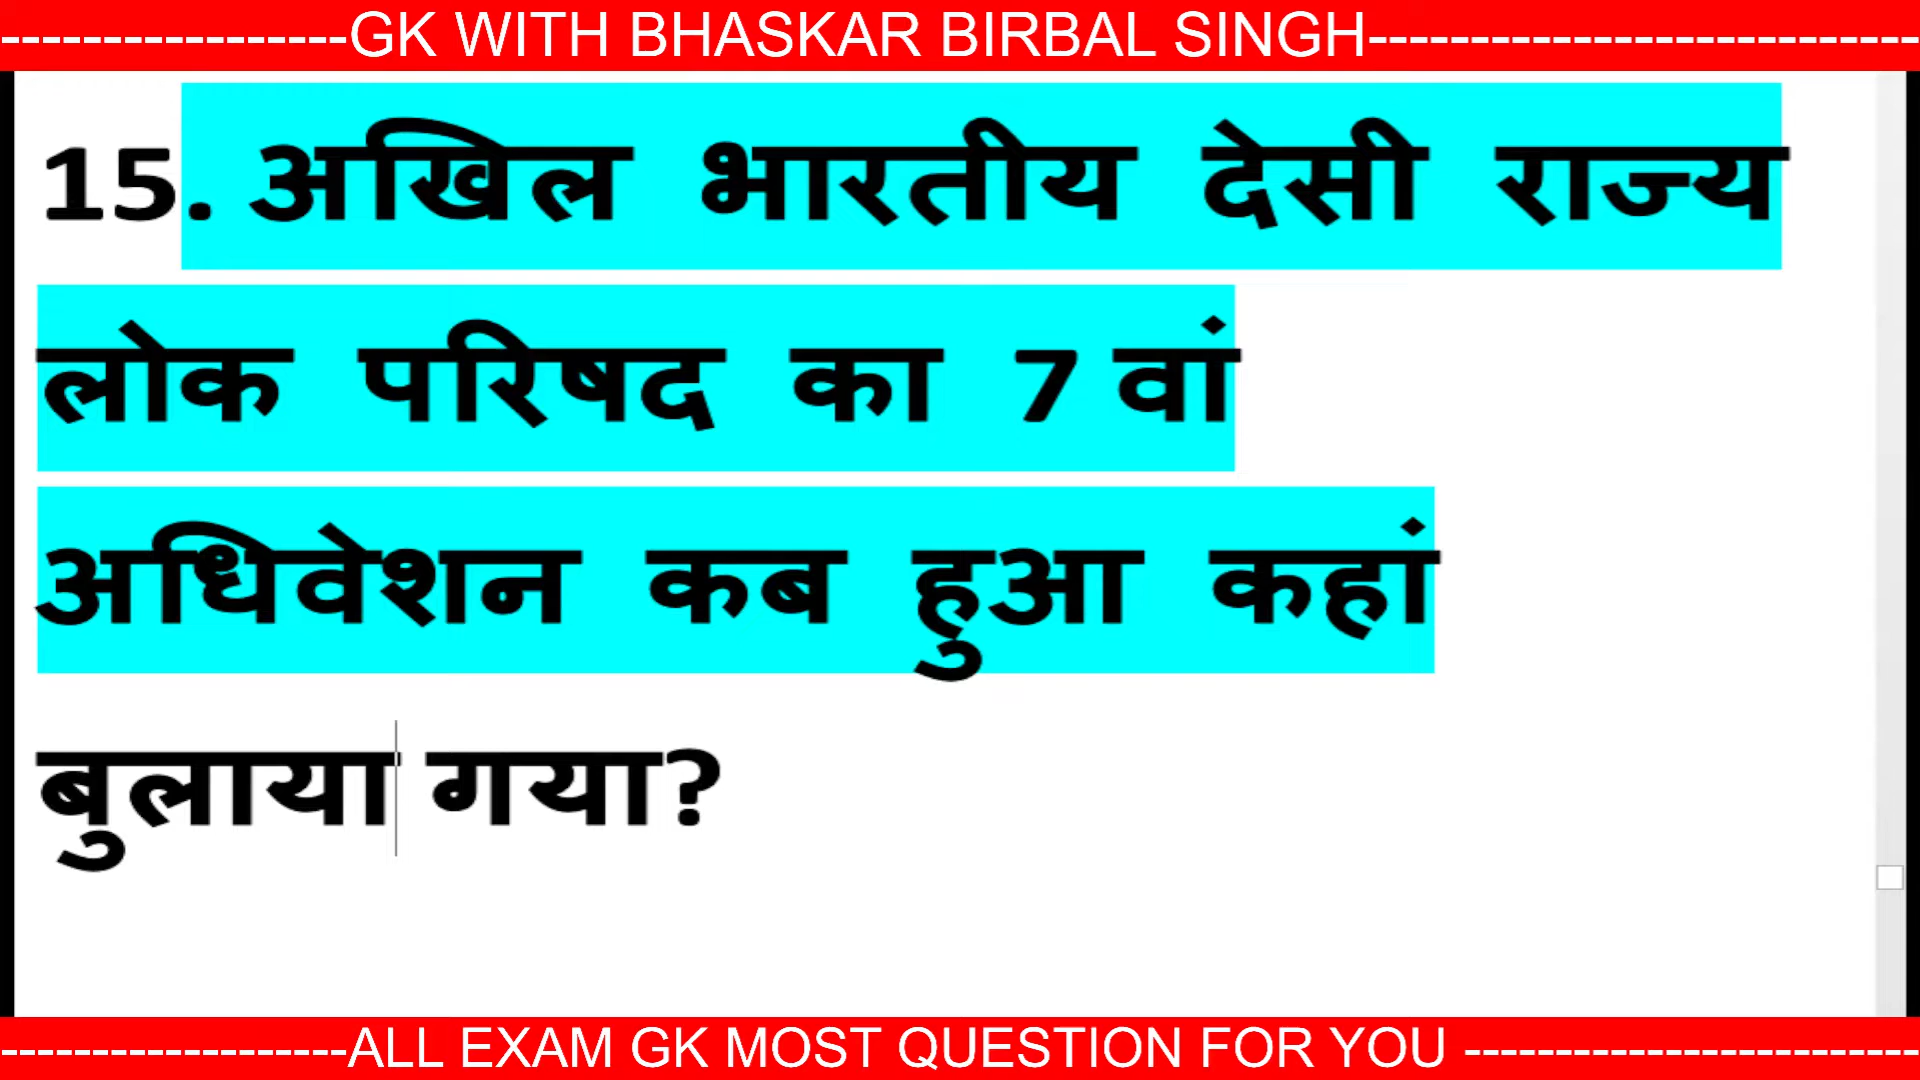 -----------------GK WITH BHASKAR BIRBAL SINGH---------------------------
15. अखिल भारतीय देसी राज्य
लोक परिषद का 7 वां
अधिवेशन कब हुआ कहां
बुलाया गया?
-----------------ALL EXAM GK MOST QUESTION FOR YOU ----------------------